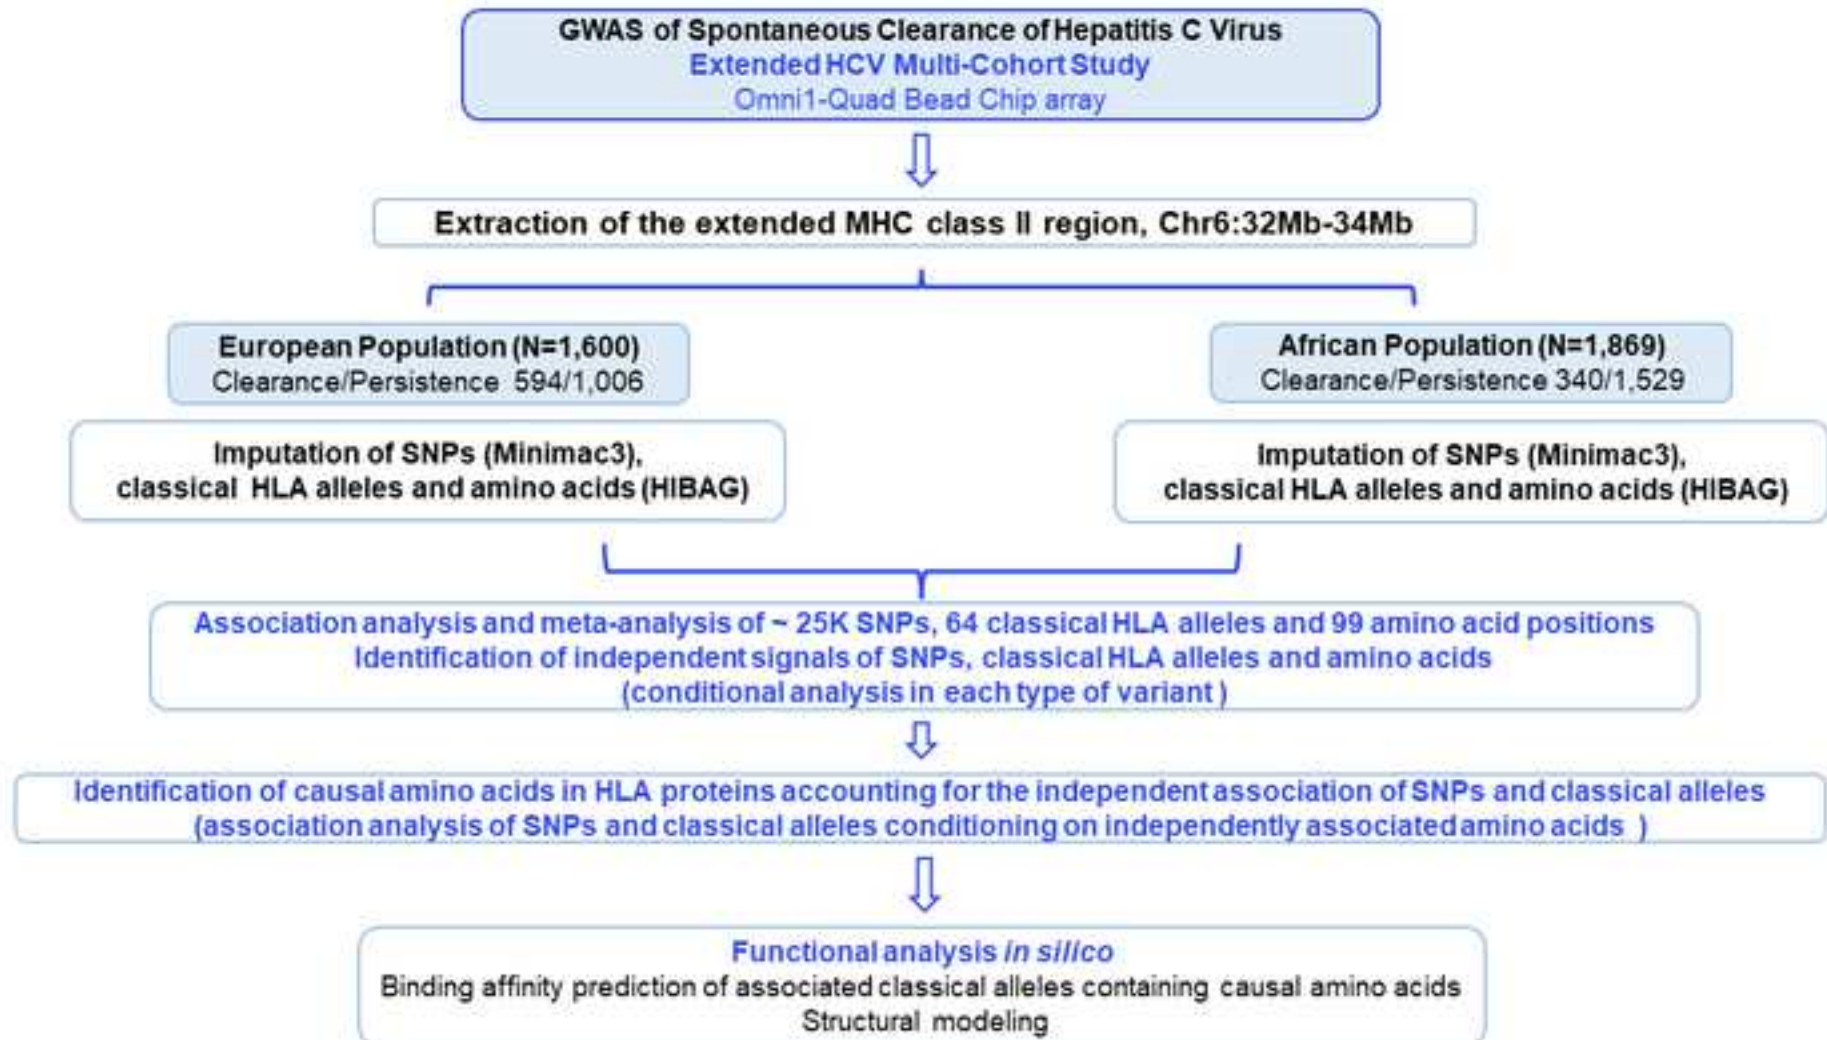 GWAS of Spontaneous Clearance of Hepatitis C Virus
Extended HCV Multi-Cohort Study
Omni1-Quad Bead Chip array
Extraction of the extended MHC class II region, Chr6:32Mb-34Mb
European Population (N=1,600)
Clearance/Persistence 594/1,006
African Population (N=1,869)
Clearance/Persistence 340/1,529
Imputation of SNPs (Minimac3),
classical HLA alleles and amino acids (HIBAG)
Imputation of SNPs (Minimac3),
classical HLA alleles and amino acids (HIBAG)
Association analysis and meta-analysis of ~ 25K SNPs, 64 classical HLA alleles and 99 amino acid positions
Identification of independent signals of SNPs, classical HLA alleles and amino acids
(conditional analysis in each type of variant )
Identification of causal amino acids in HLA proteins accounting for the independent association of SNPs and classical alleles
(association analysis of SNPs and classical alleles conditioning on independently associated amino acids )
Functional analysis in silico
Binding affinity prediction of associated classical alleles containing causal amino acids
Structural modeling